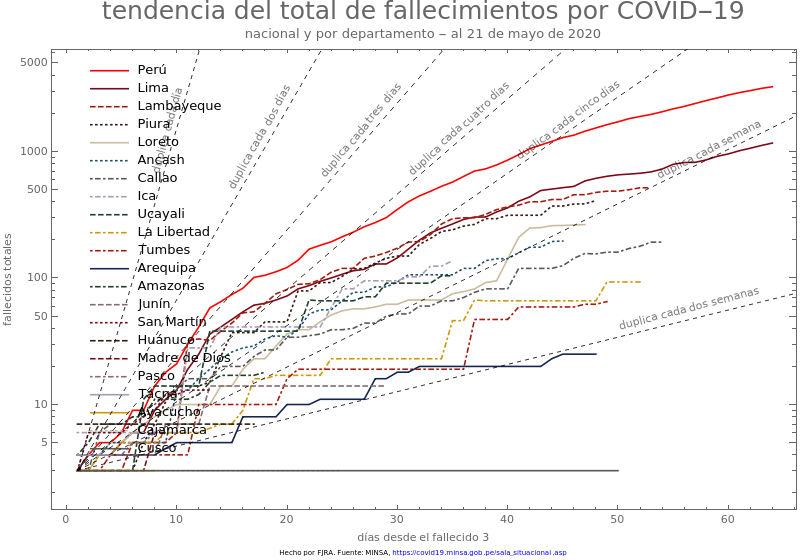 tendencia del total de fallecimientos por COVID−19
nacional y por departamento − al 21 de mayo de 2020
fallecidos totales
5000
1000
500
100
50
10
5
Perú
Lima
Lambayeque
Piura
Loreto
Ancash
Callao
Ica
Ucayali
La Libertad
Tumbes
Arequipa
Amazonas
Junín
San Martín
Huánuco
Madre de Dios
Pasco
Tacna
Ayacucho
Cajamarca
Cusco
duplica cada día
duplica cada dos días
duplica cada tres días
duplica cada cuatro días
duplica cada cinco días
duplica cada semana
duplica cada dos semanas
0 10 20 30 40 50 60
días desde el fallecido 3
Hecho por FJRA. Fuente: MINSA, https://covid19.minsa.gob.pe/sala_situacional.asp